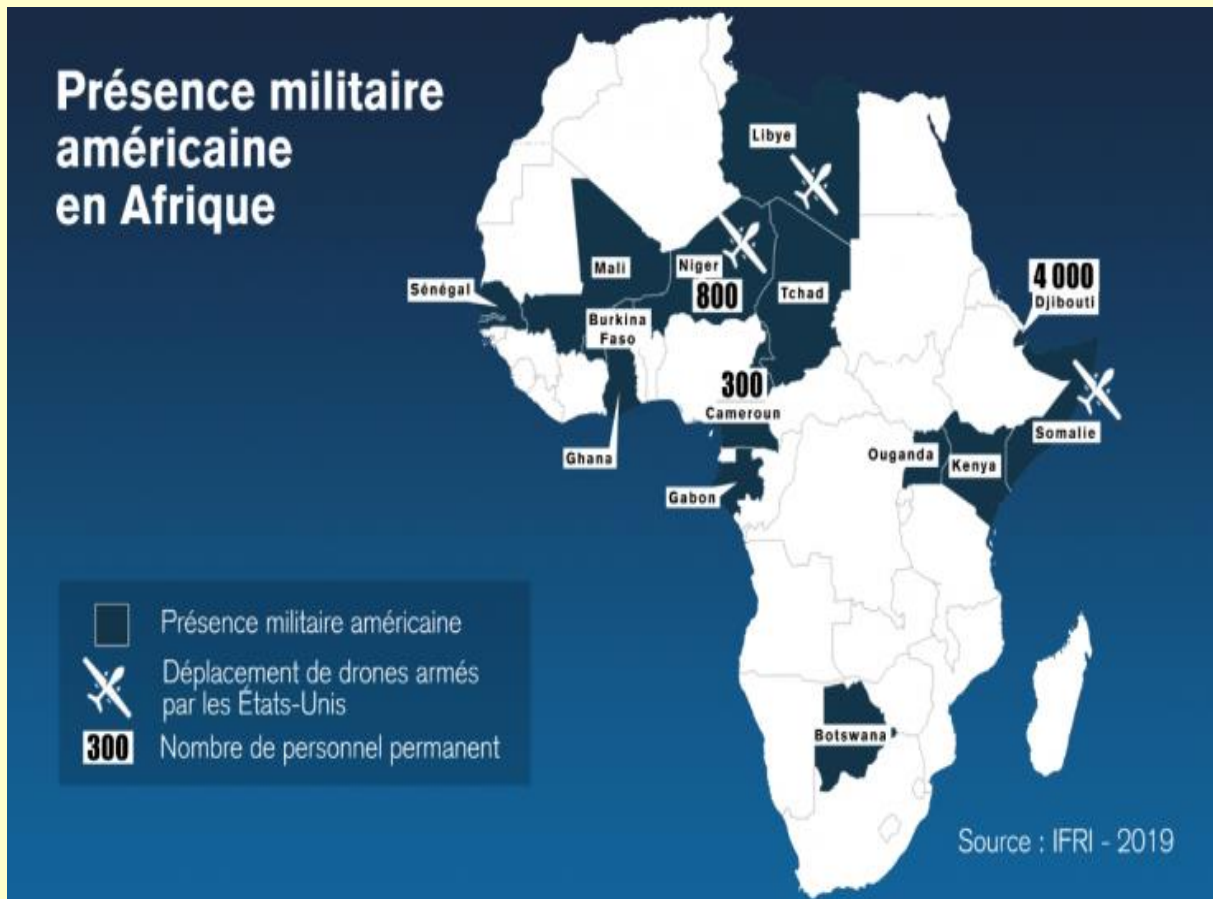 Présence militaire
américaine
en Afrique
Libye
Mali
Niger
800
Tchad
Sénégal
Burkina
Faso
4 000
Djibouti
300
Cameroun
Ghana
Gabon
Ouganda
Kenya
Somalie
Botswana
Présence militaire américaine
Déplacement de drones armés
par les États-Unis
300
Nombre de personnel permanent
Source : IFRI - 2019